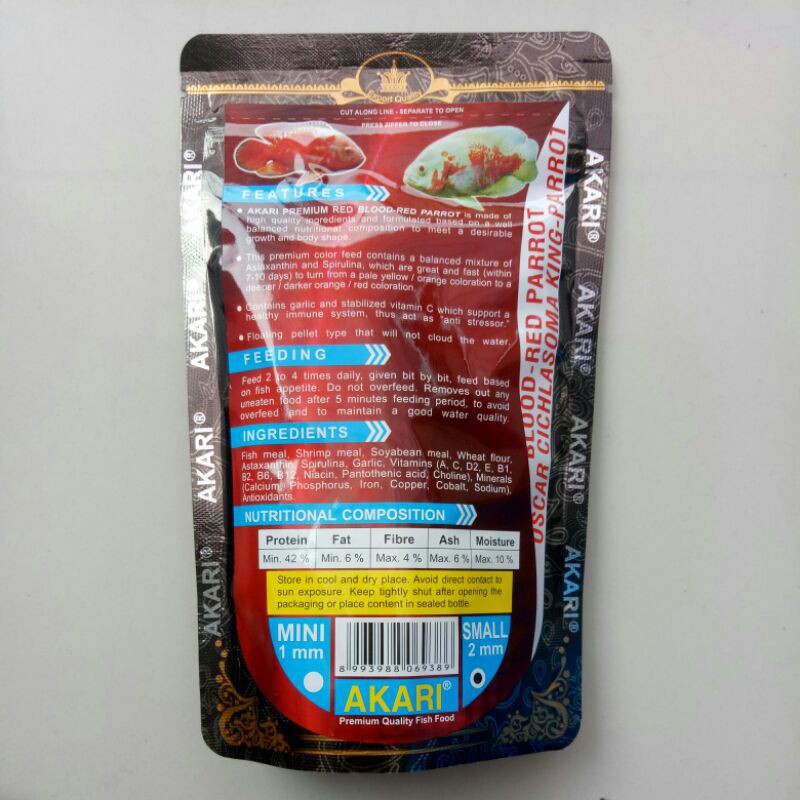 Export Quality
CUT ALONG LINE - SEPARATE TO OPEN
PRESS ZIPPER TO CLOSE
FEATURES
• AKARI PREMIUM RED BLOOD-RED PARROT is made of
high quality ingredients and formulated based on a well
balanced nutritional composition to meet a desirable
growth and body shape.
• This premium color feed contains a balanced mixture of
Astaxanthin and Spirulina, which are great and fast (within
7-10 days) to turn from a pale yellow / orange coloration to a
deeper / darker orange / red coloration.
• Contains garlic and stabilized vitamin C which support a
healthy immune system, thus act as "anti stressor."
• Floating pellet type that will not cloud the water.
FEEDING
Feed 2 to 4 times daily, given bit by bit, feed based
on fish appetite. Do not overfeed. Removes out any
uneaten food after 5 minutes feeding period, to avoid
overfeed and to maintain a good water quality.
INGREDIENTS
Fish meal, Shrimp meal, Soyabean meal, Wheat flour,
Astaxanthin, Spirulina, Garlic, Vitamins (A, C, D2, E, B1,
B2, B6, B12, Niacin, Pantothenic acid, Choline), Minerals
(Calcium, Phosphorus, Iron, Copper, Cobalt, Sodium),
Antioxidants.
NUTRITIONAL COMPOSITION
Protein Fat Fibre Ash Moisture
Min. 42 % Min. 6 % Max. 4 % Max. 6 % Max. 10 %
Store in cool and dry place. Avoid direct contact to
sun exposure. Keep tightly shut after opening the
packaging or place content in sealed bottle.
MINI
1 mm
8 993988 069389
SMALL
2 mm
AKARI®
Premium Quality Fish Food
BLOOD-RED PARROT
OSCAR CICHLASOMA KING-PARROT
AKARI®
AKARI®
AKARI®
AKARI®
AKARI®
AKARI®
AKARI®
AKARI®